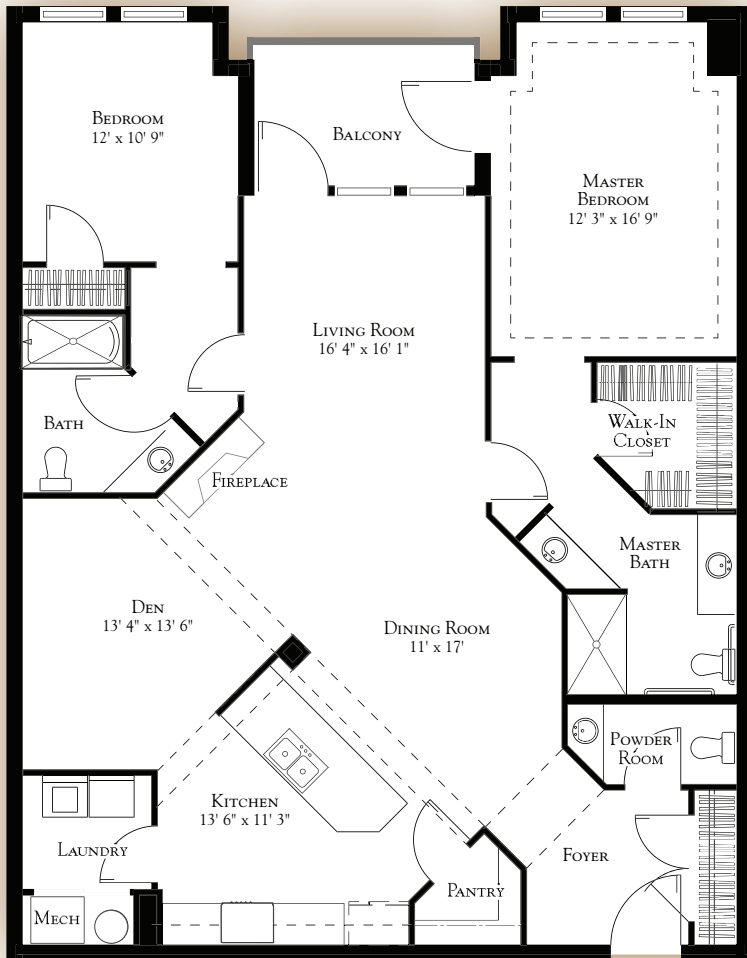 Bedroom
12' x 10' 9"
Balcony
Master
Bedroom
12' 3" x 16' 9"
Living Room
16' 4" x 16' 1"
Bath
Walk-In
Closet
Fireplace
Master
Bath
Den
13' 4" x 13' 6"
Dining Room
11' x 17'
Powder
Room
Kitchen
13' 6" x 11' 3"
Laundry
Foyer
Pantry
Mech